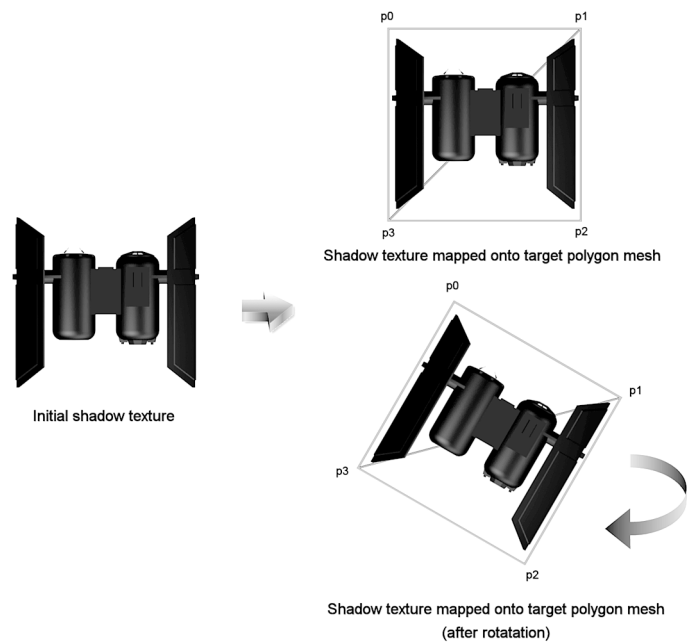 p0
p1
p3
p2
Shadow texture mapped onto target polygon mesh
Initial shadow texture
p0
p1
p3
p2
Shadow texture mapped onto target polygon mesh
(after rotatation)